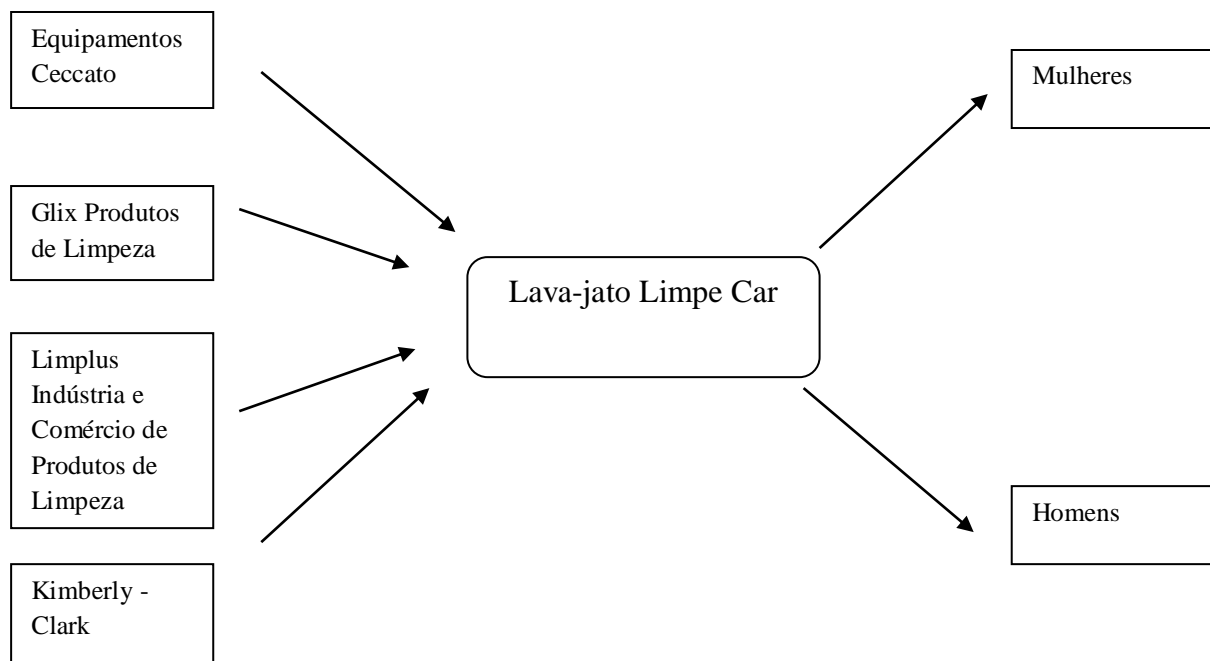 Equipamentos
Ceccato
Mulheres
Glix Produtos
de Limpeza
Lava-jato Limpe Car
Limplus
Indústria e
Comércio de
Produtos de
Limpeza
Homens
Kimberly -
Clark